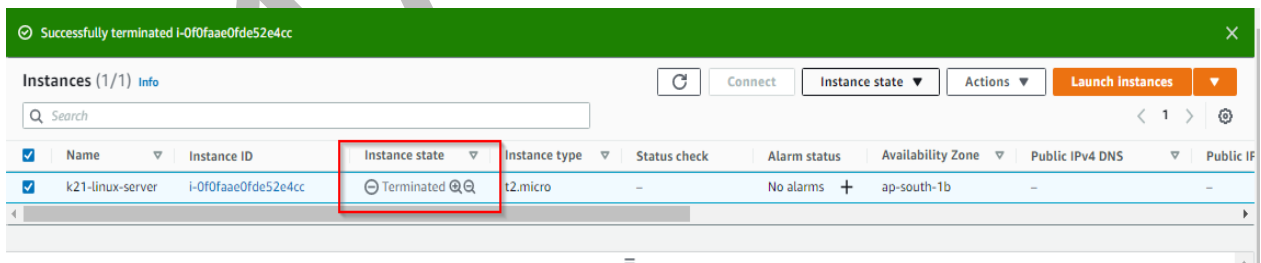 Successfully terminated i-0f0faae0fde52e4cc
Instances (1/1) Info
Connect Instance state Actions Launch instances
Search
1
Name Instance ID Instance state Instance type Status check Alarm status Availability Zone Public IPv4 DNS Public IP
k21-linux-server i-0f0faae0fde52e4cc Terminated t2.micro – No alarms + ap-south-1b – –